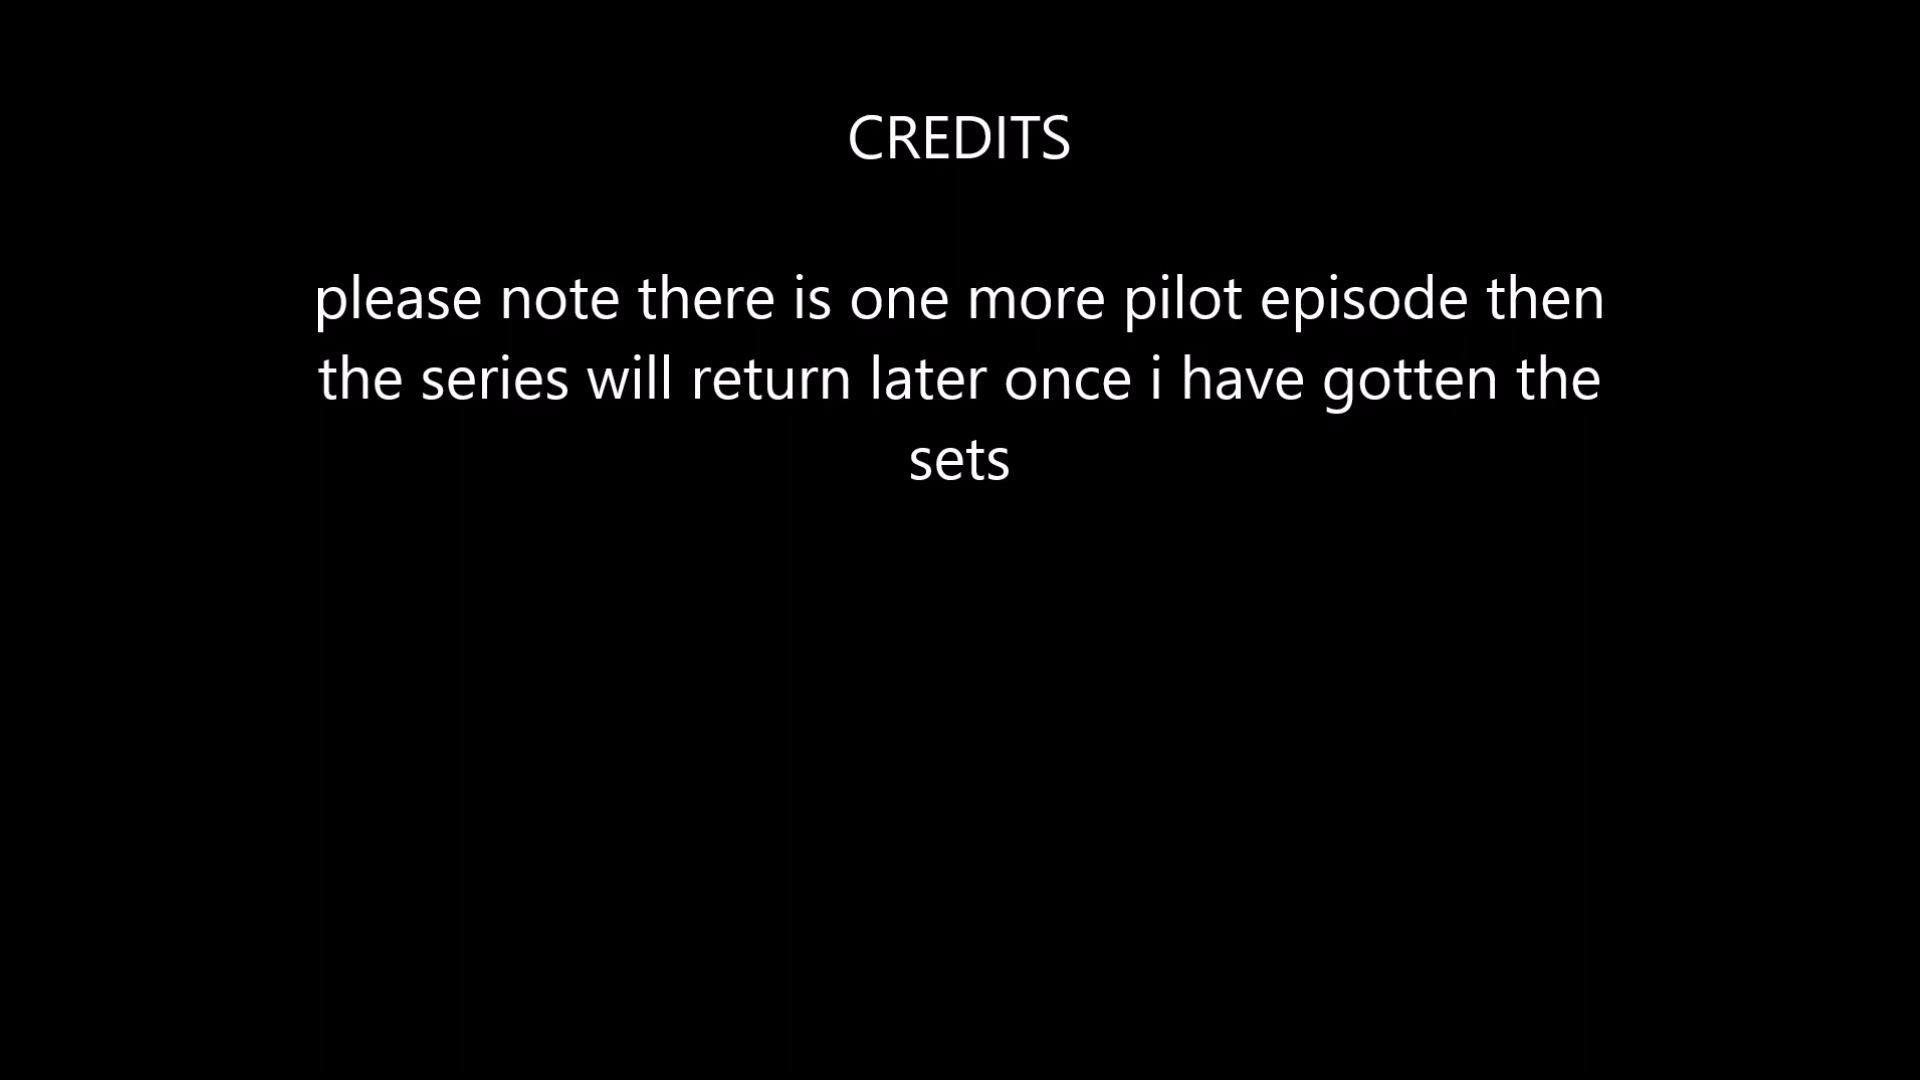 CREDITS
please note there is one more pilot episode then
the series will return later once i have gotten the
sets